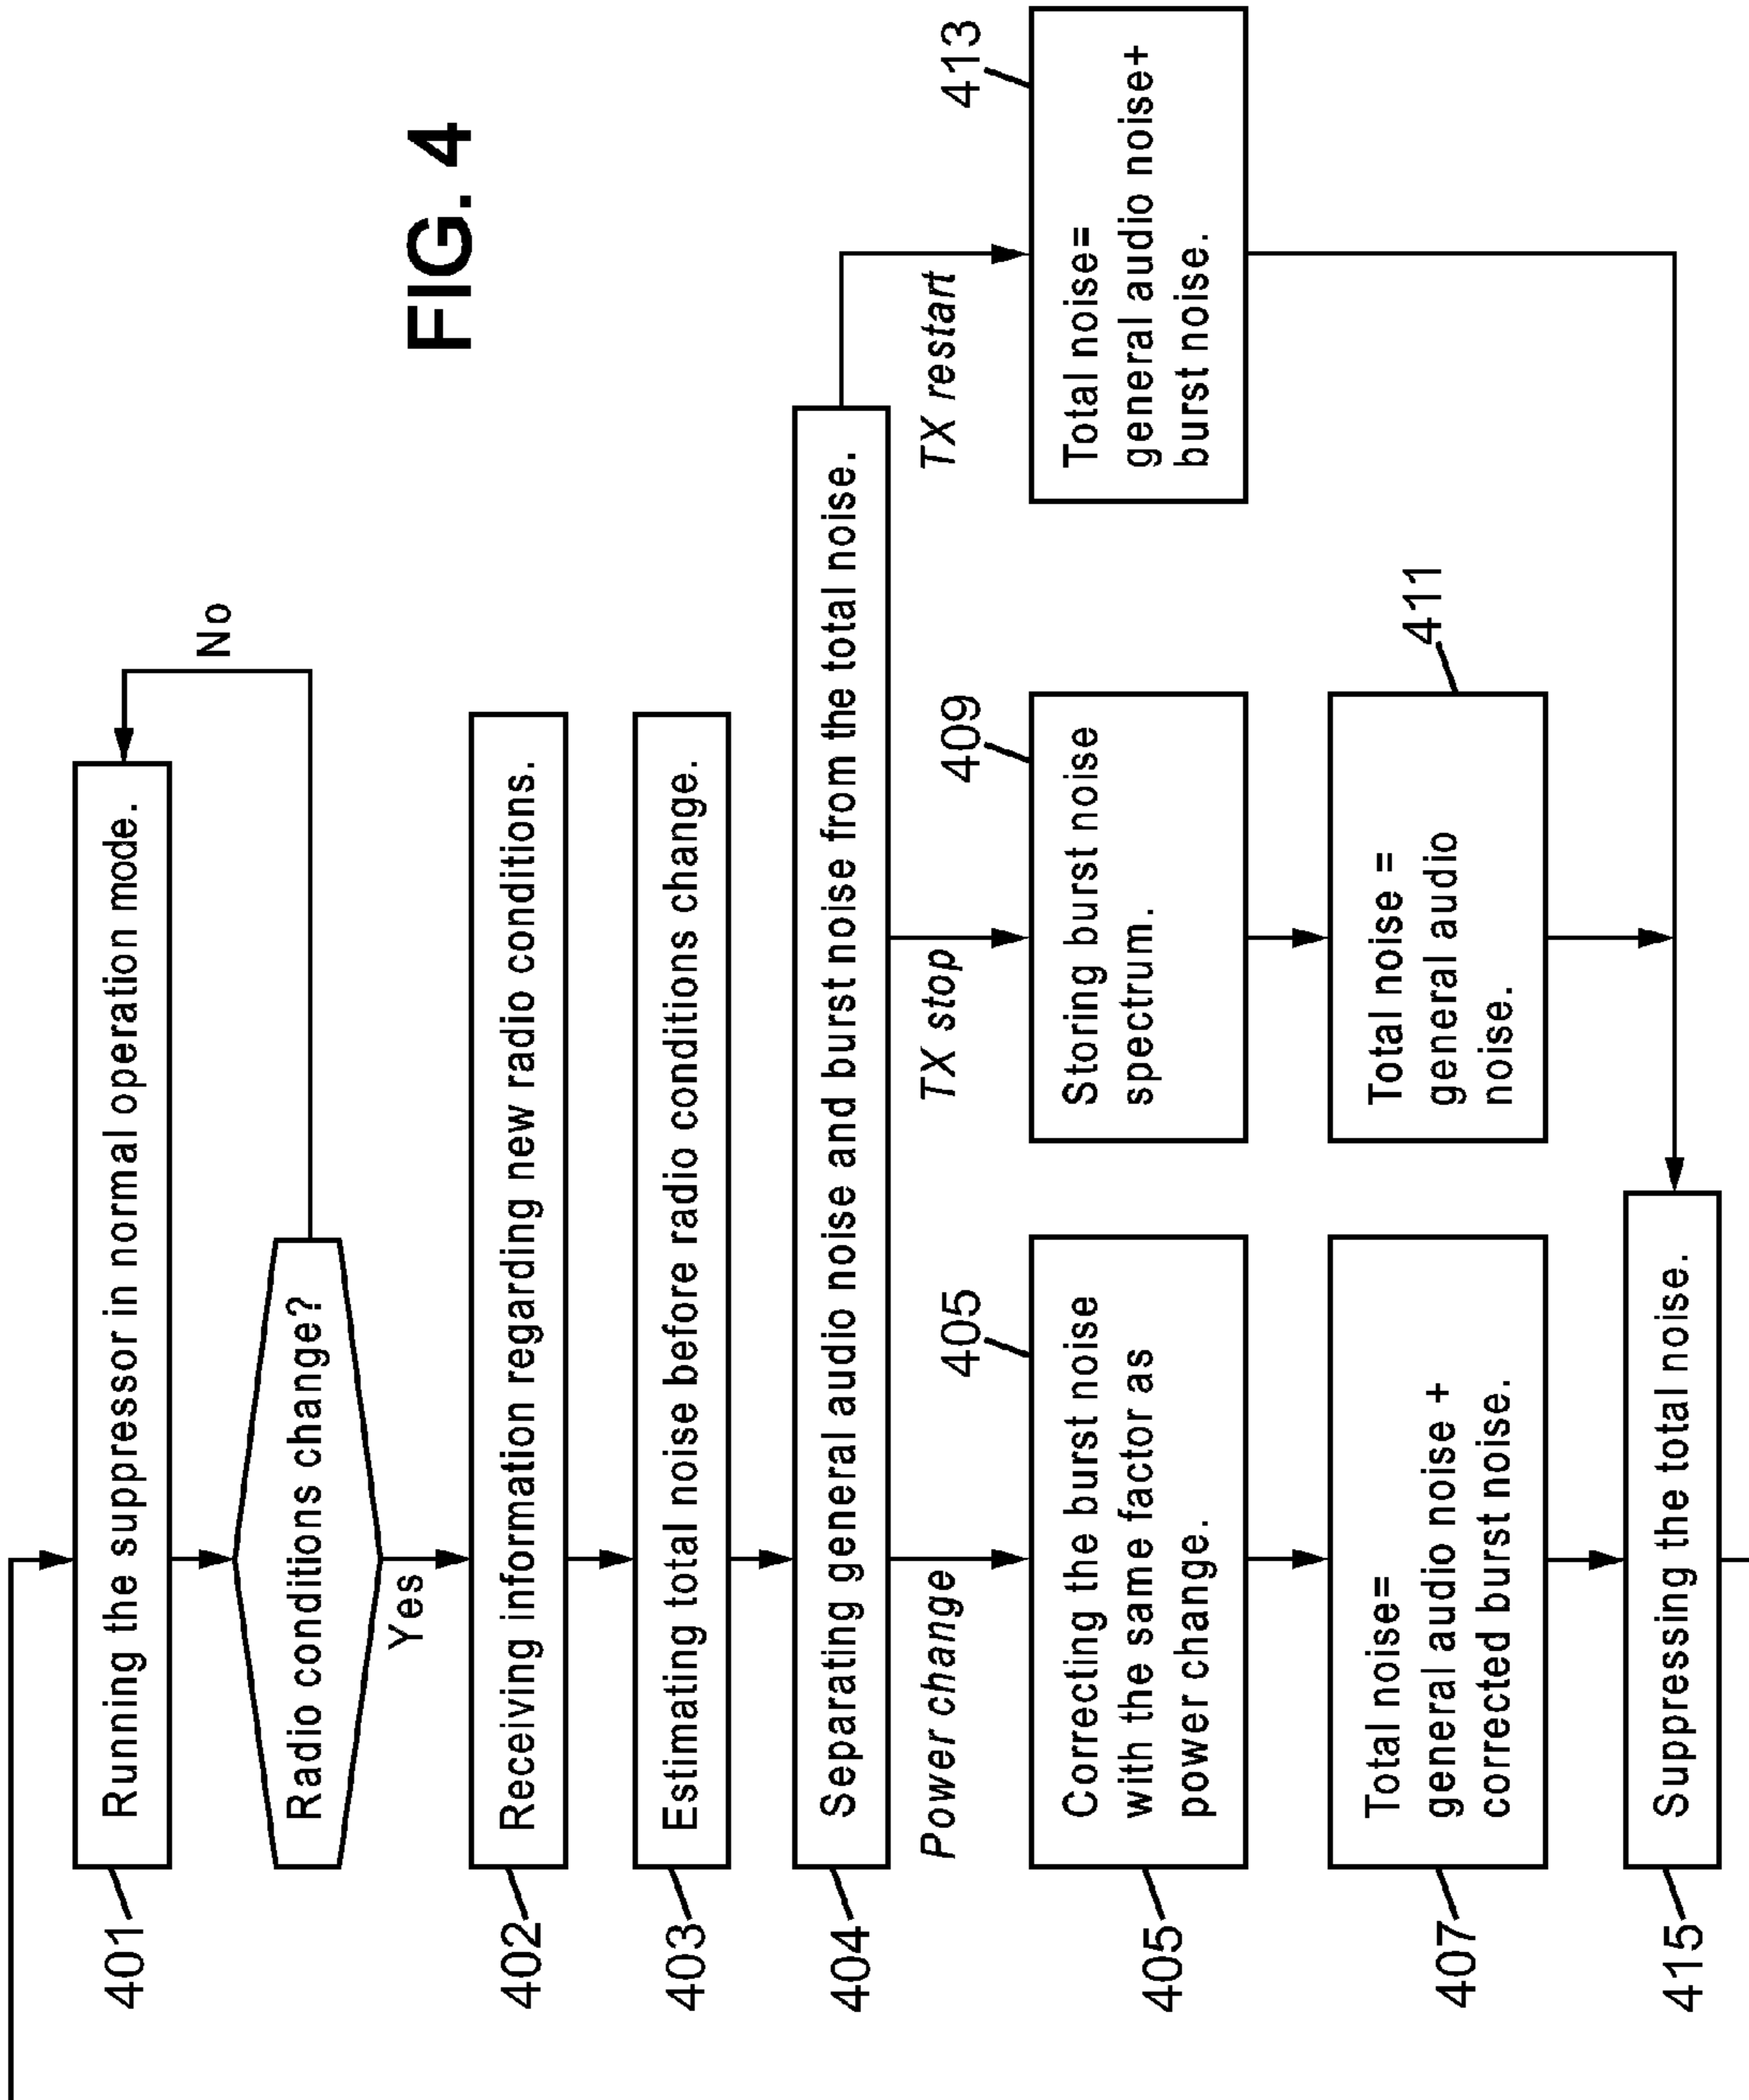 FIG. 4
401
Running the suppressor in normal operation mode.
Radio conditions change?
No
Yes
402
Receiving information regarding new radio conditions.
403
Estimating total noise before radio conditions change.
404
Separating general audio noise and burst noise from the total noise.
Power change
TX stop
TX restart
405
405
Correcting the burst noise
with the same factor as
power change.
409
Storing burst noise
spectrum.
413
Total noise=
general audio noise+
burst noise.
407
Total noise=
general audio noise +
corrected burst noise.
411
Total noise =
general audio
noise.
415
Suppressing the total noise.